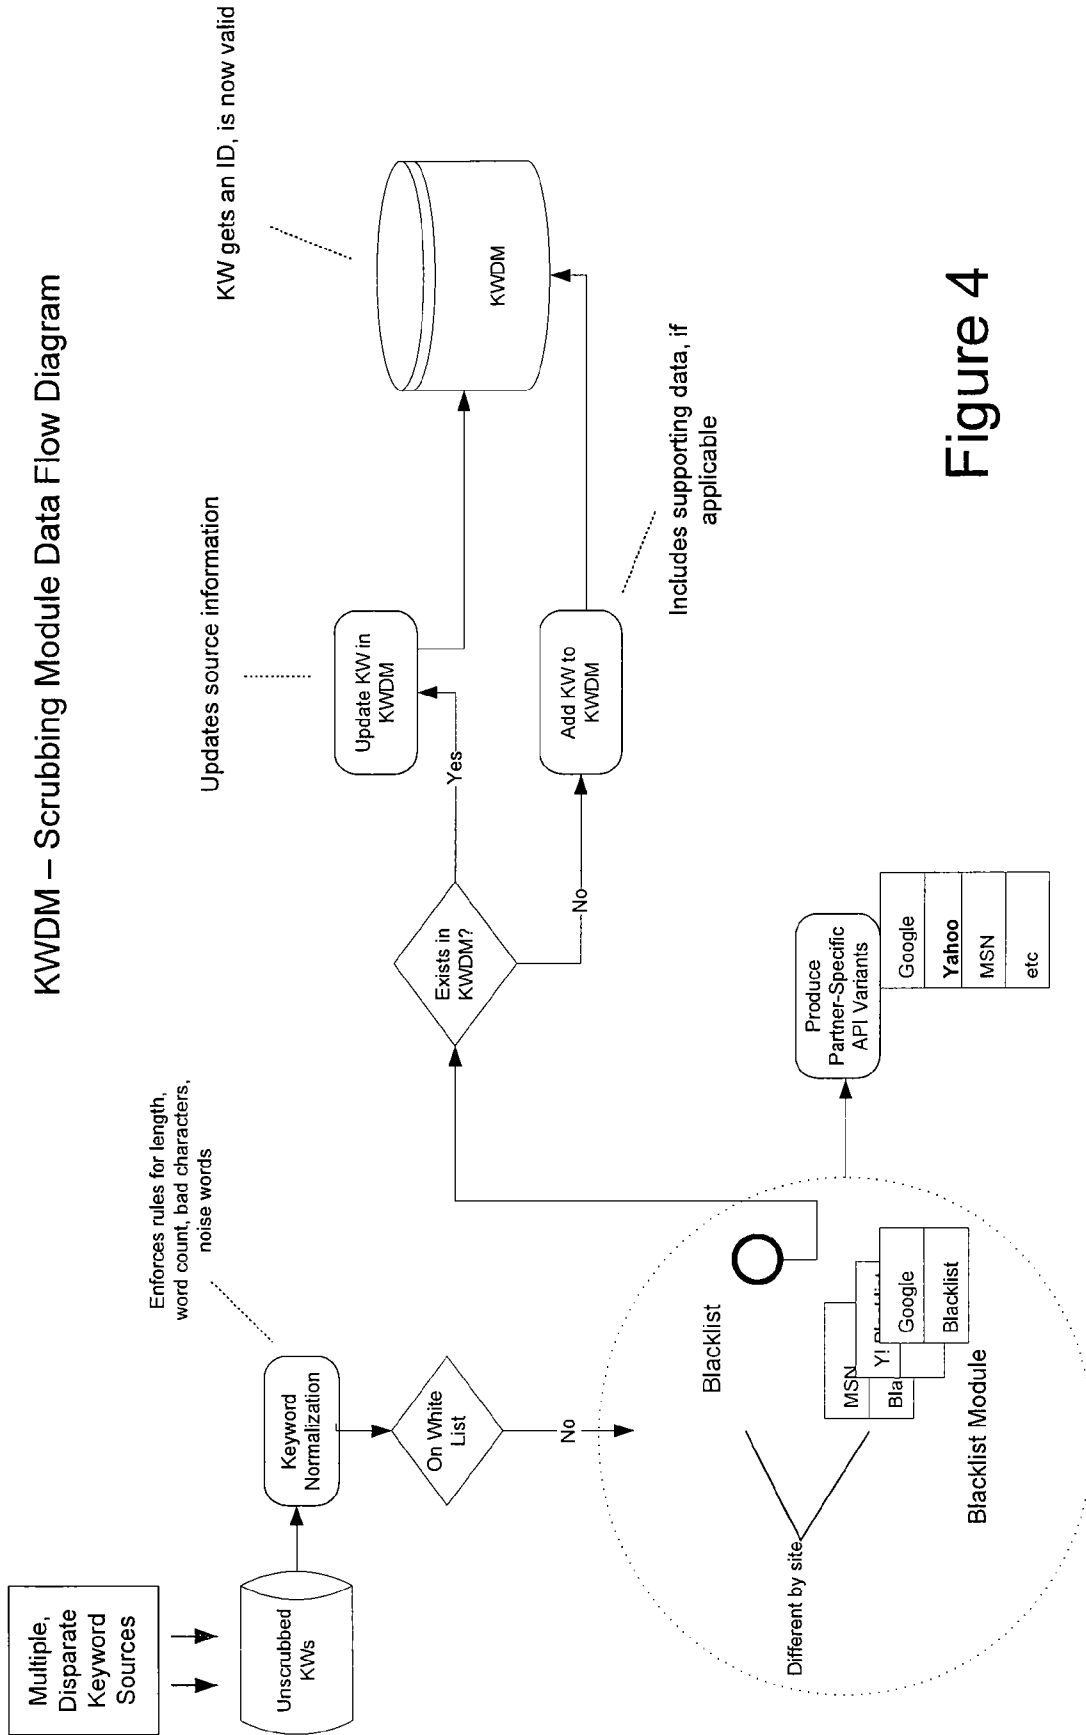 KWDM – Scrubbing Module Data Flow Diagram
Multiple,
Disparate
Keyword
Sources
Unscrubbed
KWs
Keyword
Normalization
Enforces rules for length,
word count, bad characters,
noise words
On White
List
No
Blacklist
Different by site
MSN
Bla
Y!
Google
Blacklist
Blacklist Module
Produce
Partner-Specific
API Variants
Google
Yahoo
MSN
etc
Exists in
KWDM?
Yes
No
Update KW in
KWDM
Updates source information
Add KW to
KWDM
Includes supporting data, if
applicable
KWDM
KW gets an ID, is now valid
Figure 4